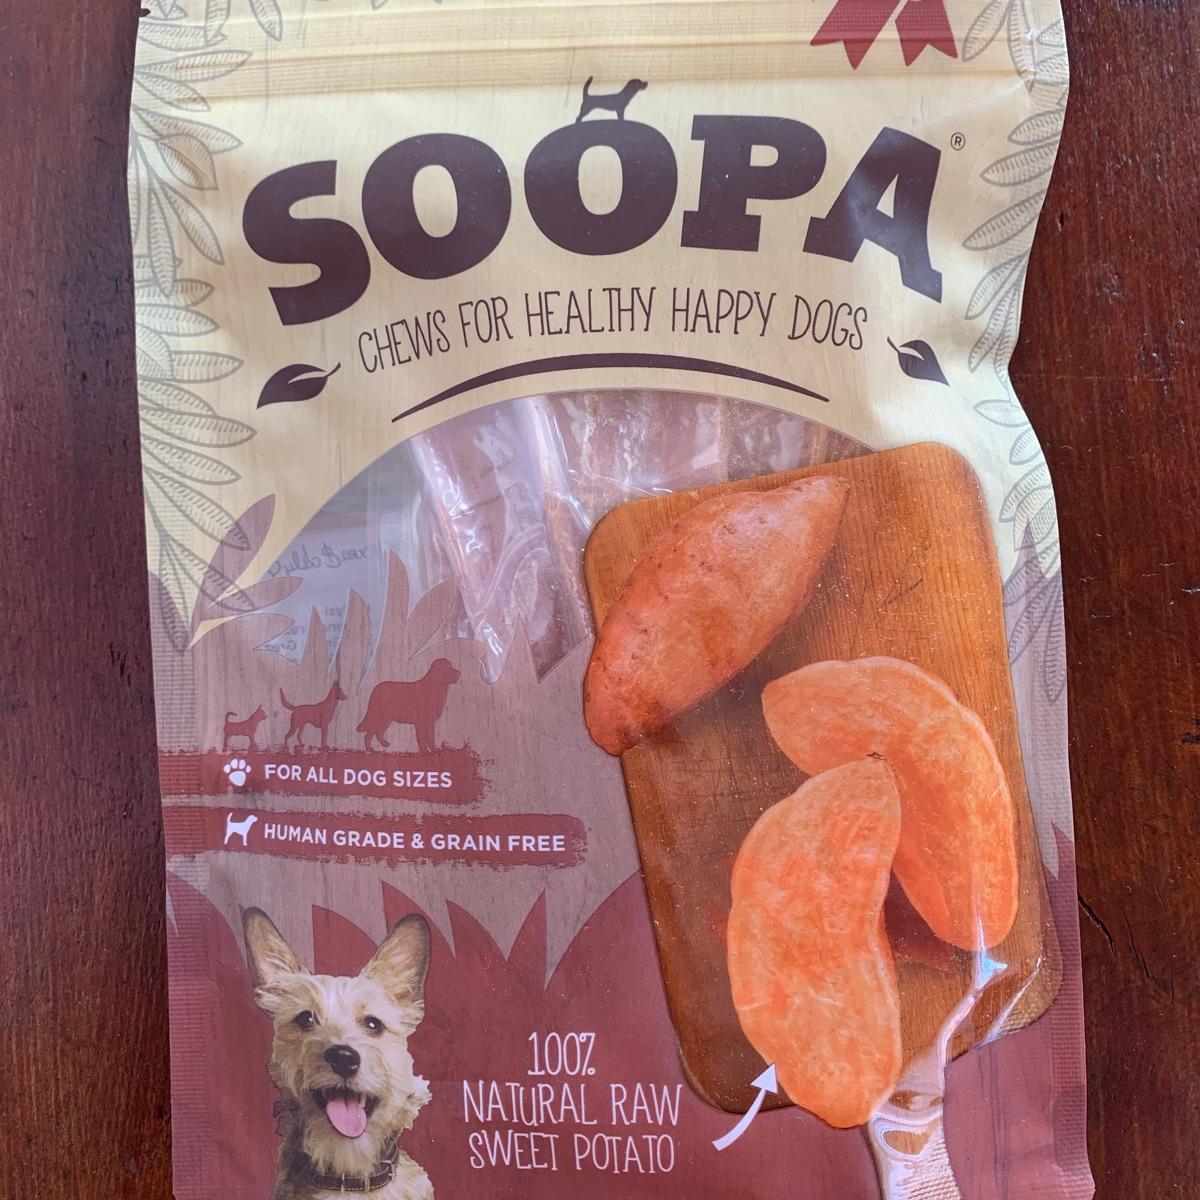 SOOPA®
CHEWS FOR HEALTHY HAPPY DOGS
FOR ALL DOG SIZES
HUMAN GRADE & GRAIN FREE
100%
NATURAL RAW
SWEET POTATO